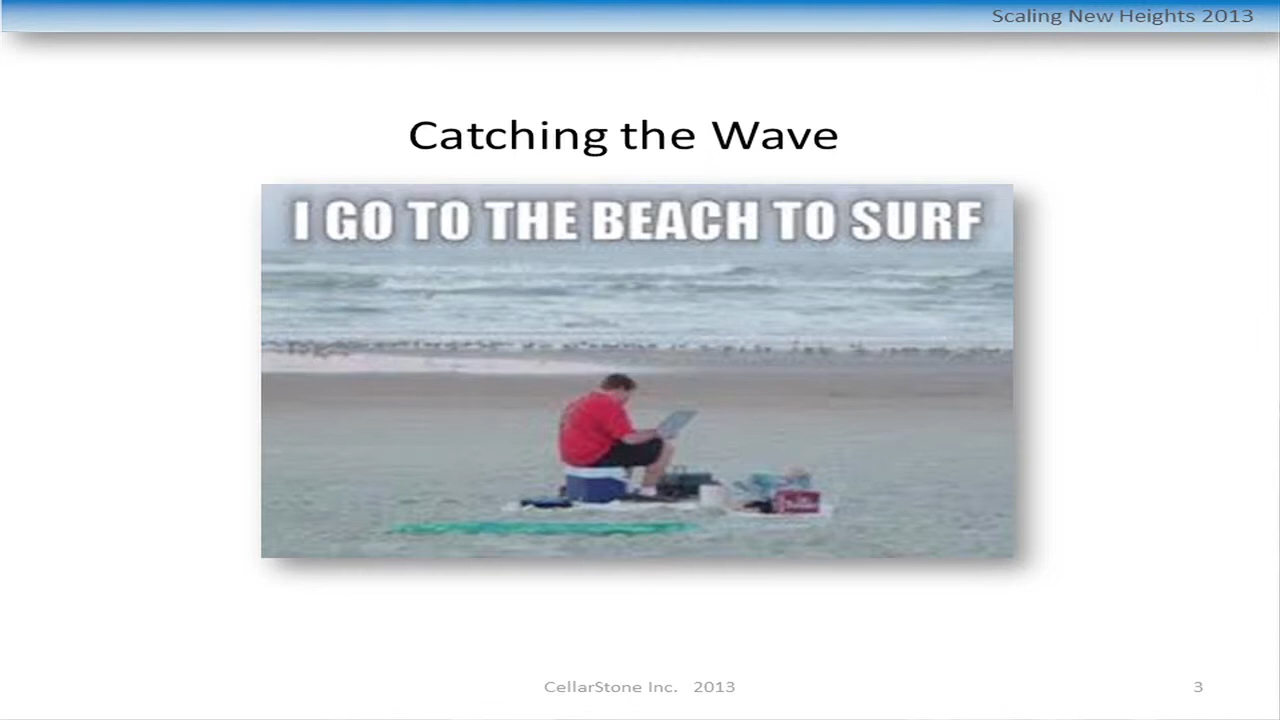 Scaling New Heights 2013
Catching the Wave
I GO TO THE BEACH TO SURF
CellarStone Inc. 2013
3